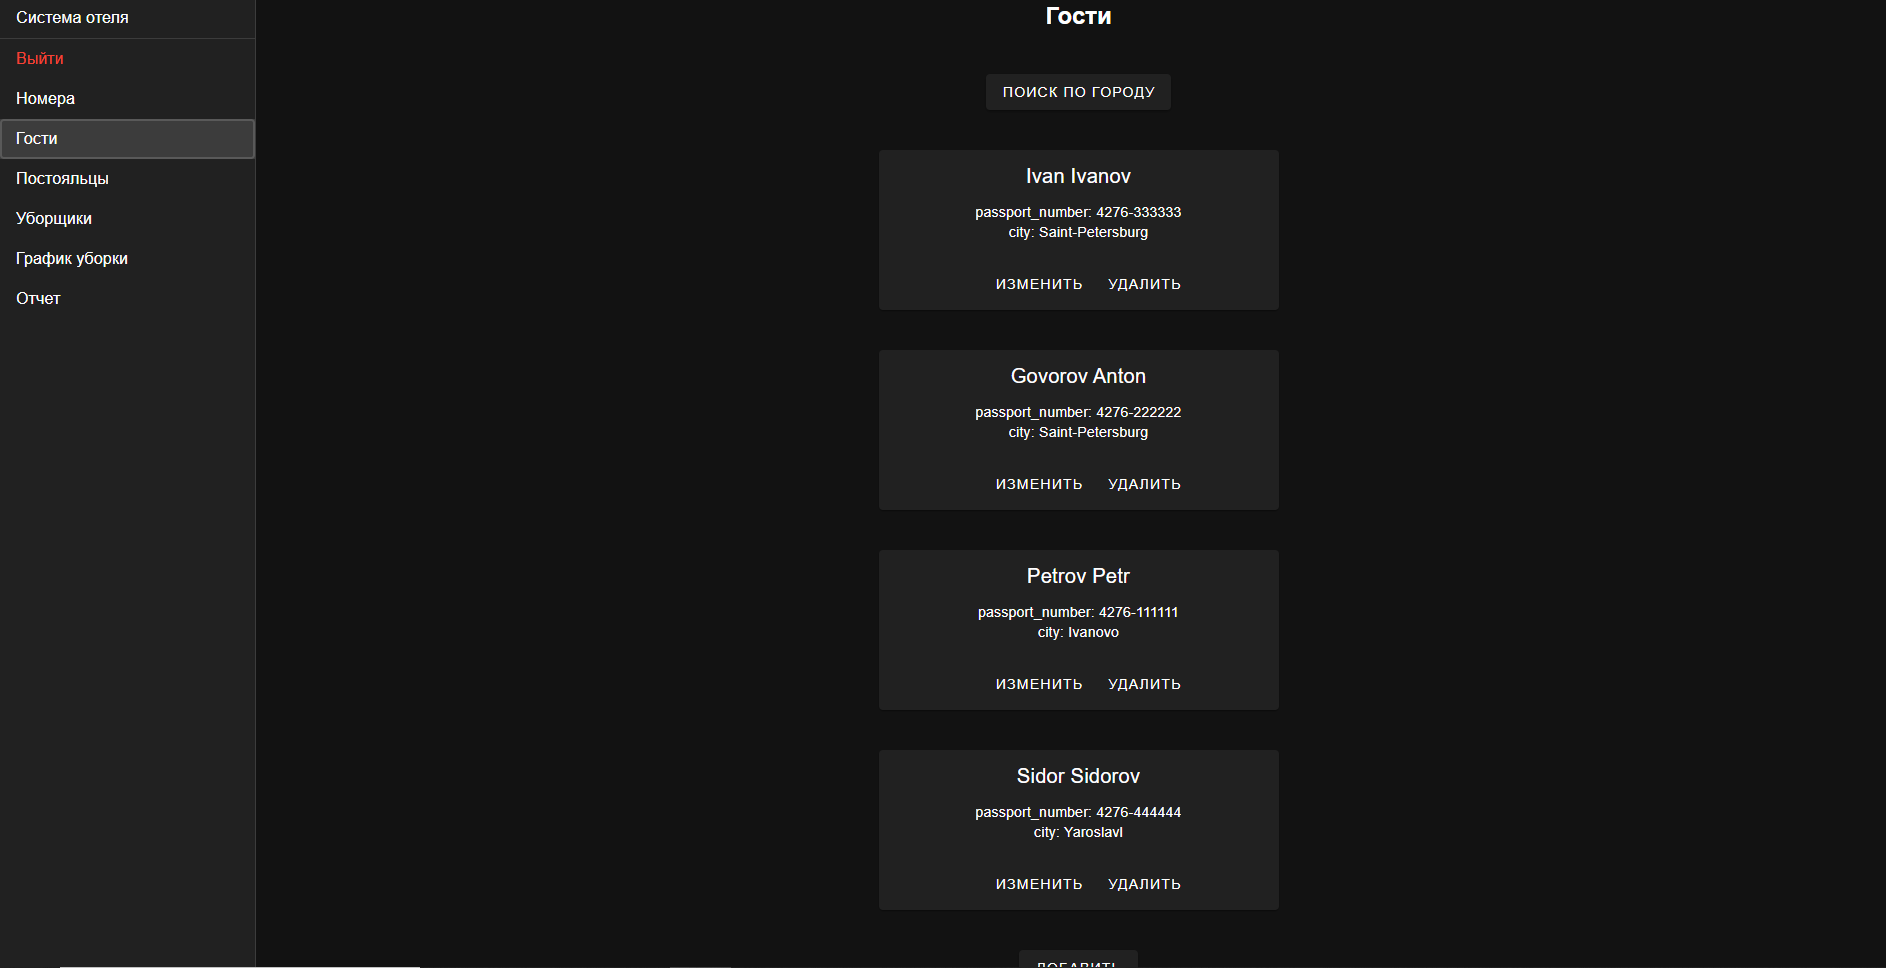 Система отеля
Выйти
Номера
Гости
Постояльцы
Уборщики
График уборки
Отчет
Гости
ПОИСК ПО ГОРОДУ
Ivan Ivanov
passport_number: 4276-333333
city: Saint-Petersburg
ИЗМЕНИТЬ УДАЛИТЬ
Govorov Anton
passport_number: 4276-222222
city: Saint-Petersburg
ИЗМЕНИТЬ УДАЛИТЬ
Petrov Petr
passport_number: 4276-111111
city: Ivanovo
ИЗМЕНИТЬ УДАЛИТЬ
Sidor Sidorov
passport_number: 4276-444444
city: Yaroslavl
ИЗМЕНИТЬ УДАЛИТЬ
ДОБАВИТЬ